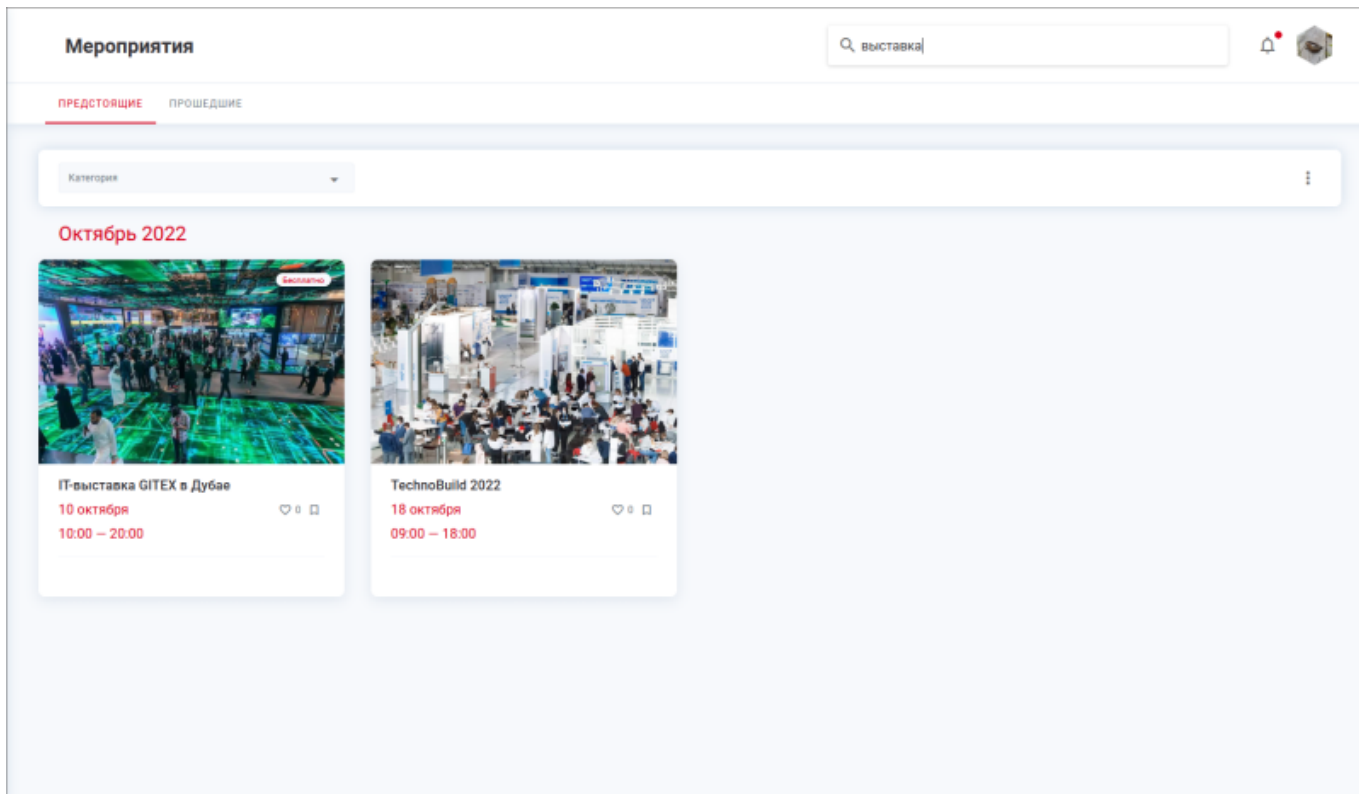 Мероприятия
выставка
ПРЕДСТОЯЩИЕ ПРОШЕДШИЕ
Категория
Октябрь 2022
Бесплатно
IT-выставка GITEX в Дубае
10 октября
0
10:00 — 20:00
TechnoBuild 2022
18 октября
0
09:00 — 18:00